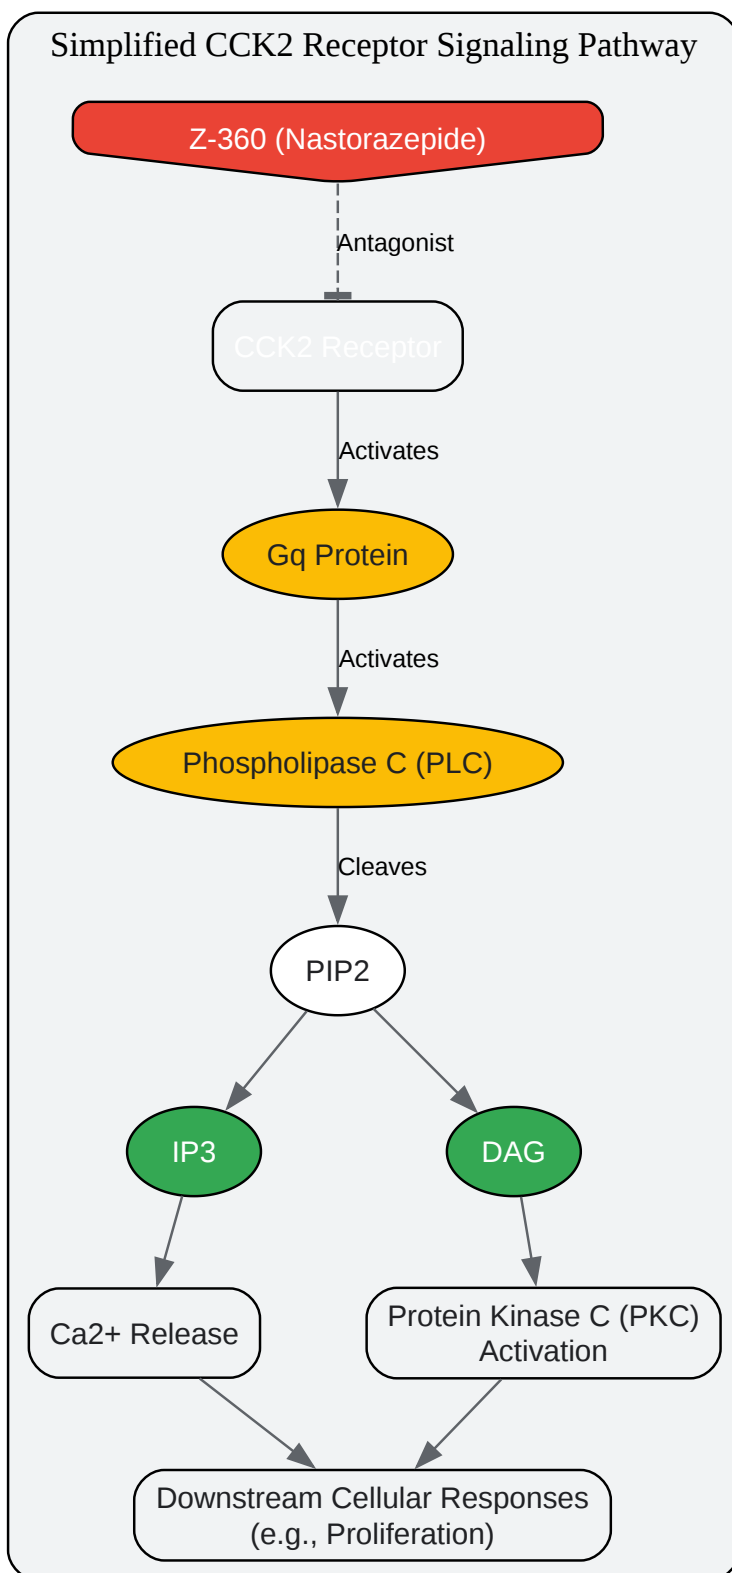 Simplified CCK2 Receptor Signaling Pathway
Z-360 (Nastorazepide)
Antagonist
CCK2 Receptor
Activates
Gq Protein
Activates
Phospholipase C (PLC)
Cleaves
PIP2
IP3
DAG
Ca2+ Release
Protein Kinase C (PKC)
Activation
Downstream Cellular Responses
(e.g., Proliferation)